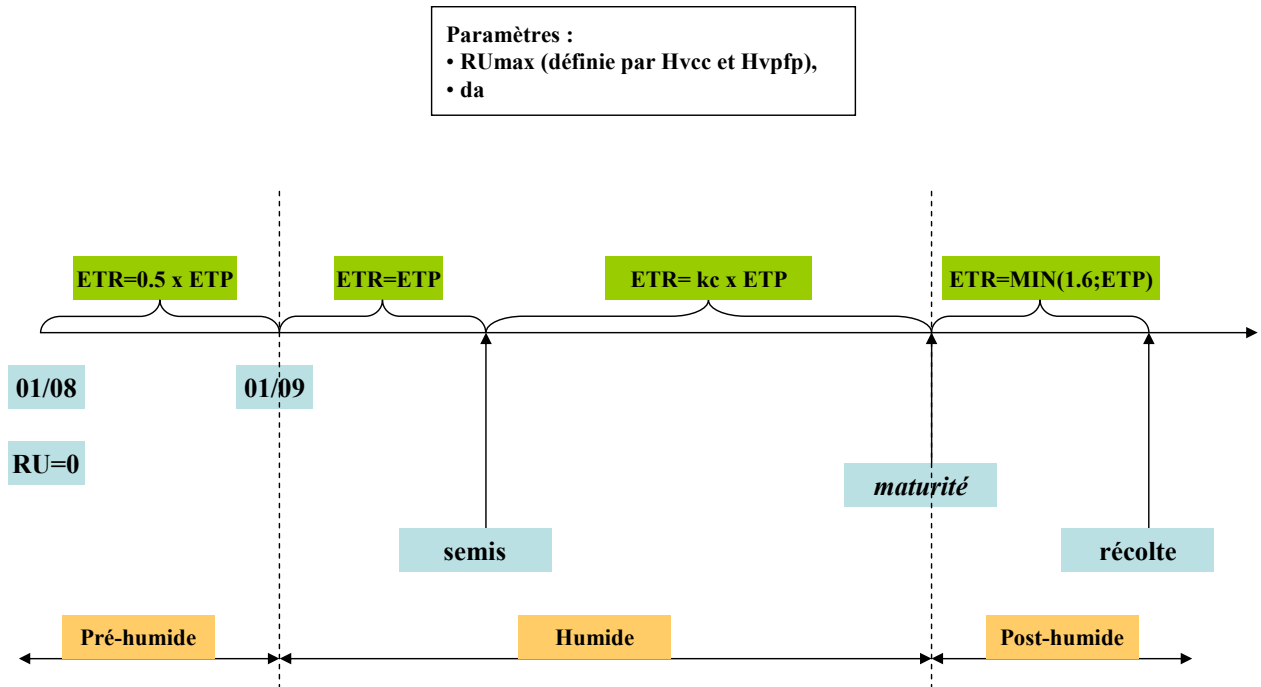 Paramètres :
• RUmax (définie par Hvcc et Hvpfp),
• da
ETR=0.5 x ETP
ETR=ETP
ETR= kc x ETP
ETR=MIN(1.6;ETP)
01/08
01/09
RU=0
maturité
semis
récolte
Pré-humide
Humide
Post-humide